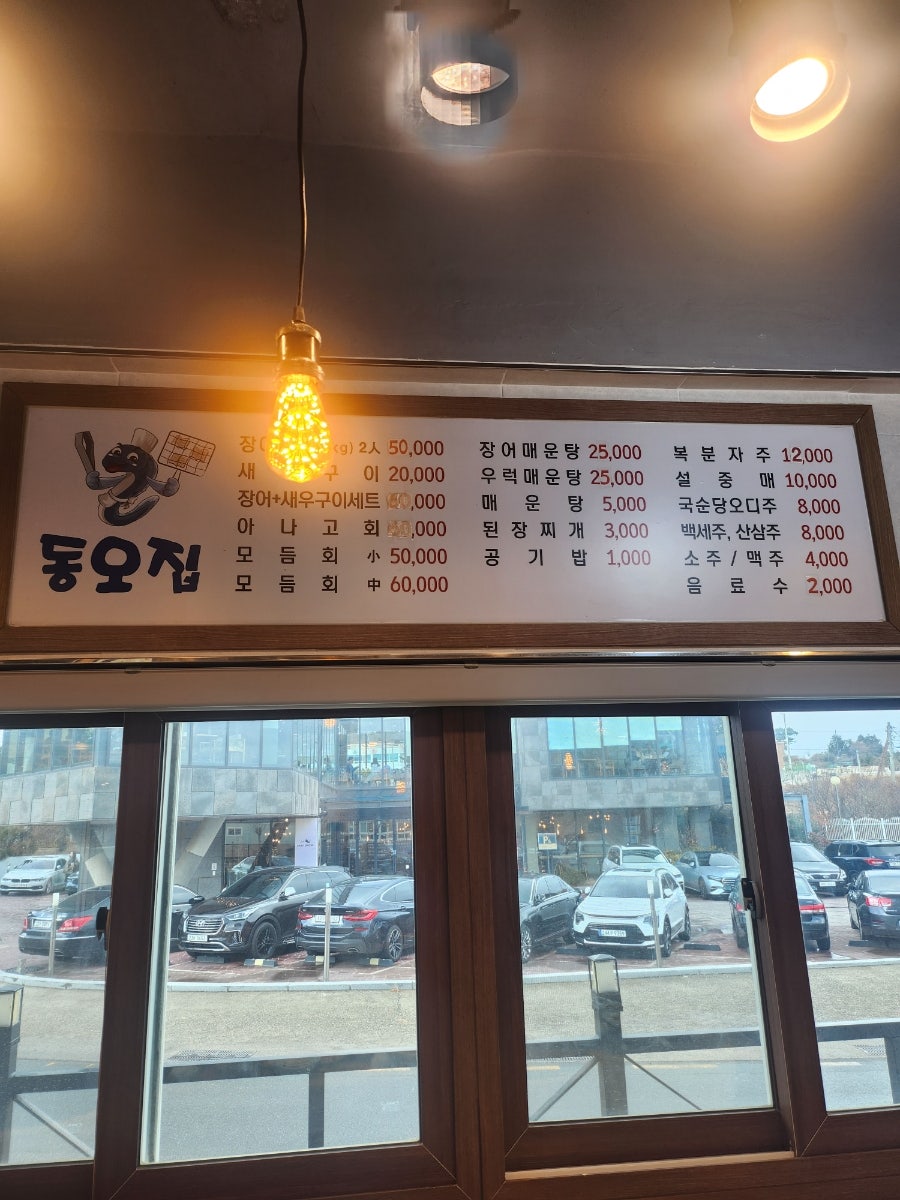 동오집
kg) 2人 50,000
20,000
장어+새우구이세트 ,000
아나고회 ,000
모듬회 小 50,000
모듬회 中 60,000
장어매운탕 25,000
우럭매운탕 25,000
매운탕 5,000
된장찌개 3,000
공기밥 1,000
복분자주 12,000
설중매 10,000
국순당오디주 8,000
백세주, 산삼주 8,000
소주/맥주 4,000
음료수 2,000